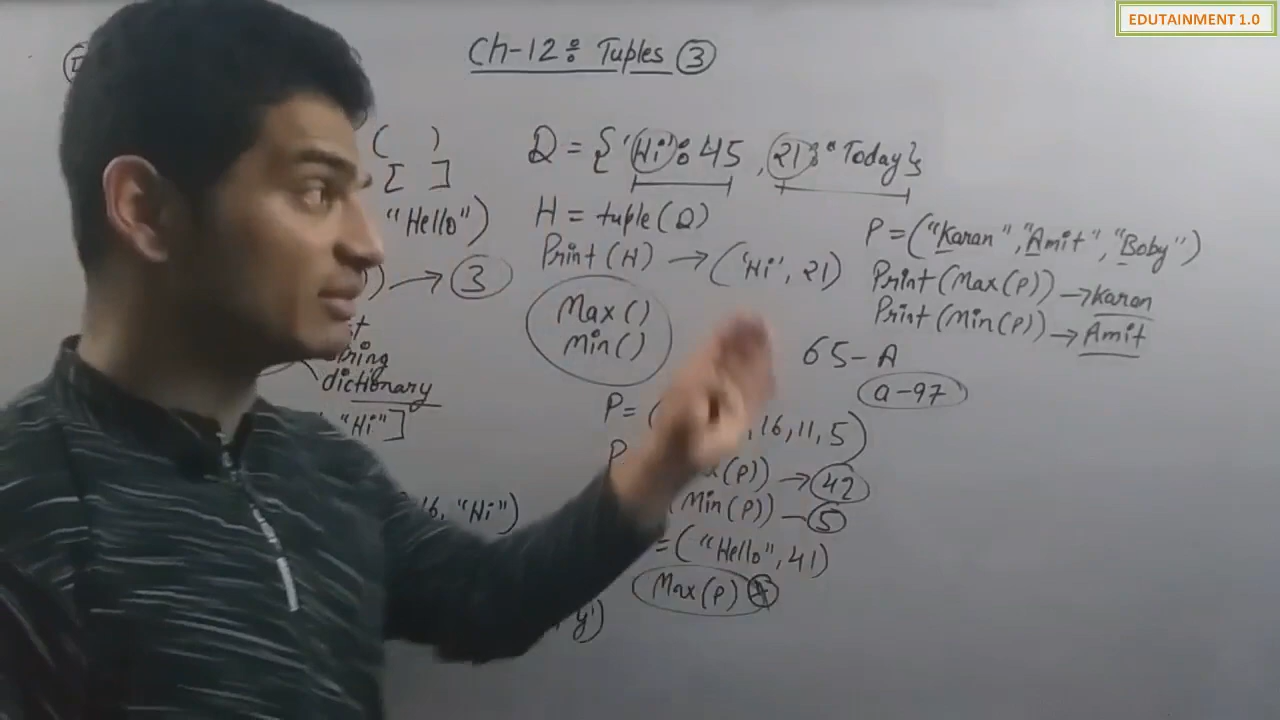 EDUTAINMENT 1.0
Ch-12: Tuples ③
( )
[ ]
"Hello")
) → 3
string
dictionary
"Hi"]
16, "Hi")
y')
D = {'Hi': 45, 21: "Today"}
H = tuple(D)
Print(H) → ('Hi', 21)
Max()
Min()
P = ("Karan", "Amit", "Boby")
Print(Max(P)) → Karan
Print(Min(P)) → Amit
65-A
a-97
P = ( , 16, 11, 5)
P
(P)) → 42
(Min(P)) → 5
= ("Hello", 41)
Max(P)